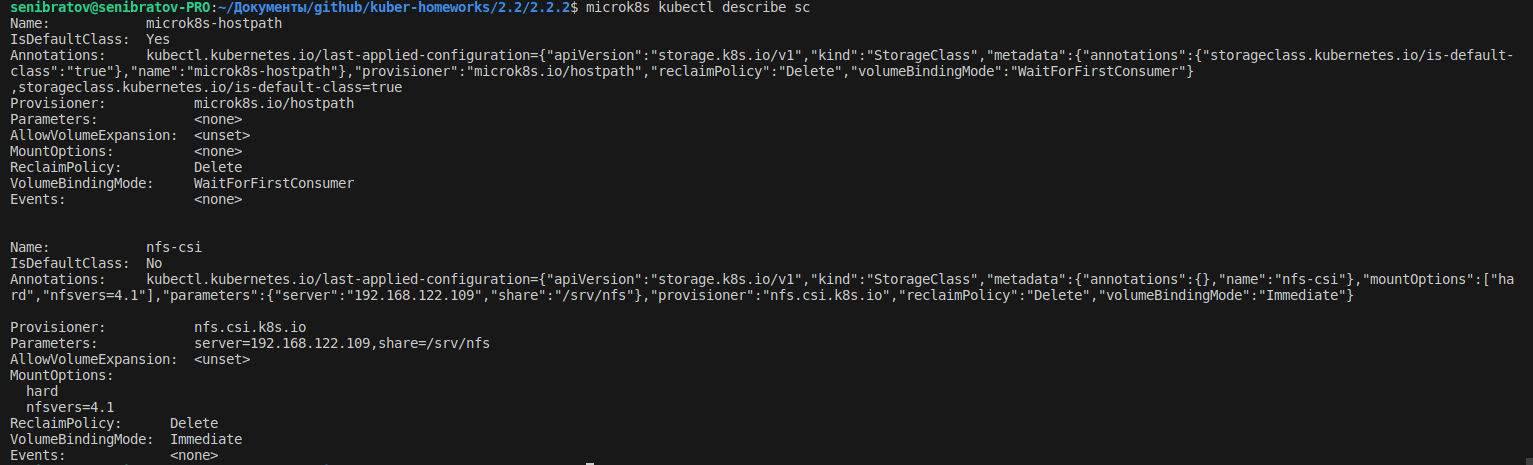 senibratov@senibratov-PRO:~/Документы/github/kuber-homeworks/2.2/2.2.2$ microk8s kubectl describe sc
Name:            microk8s-hostpath
IsDefaultClass:  Yes
Annotations:     kubectl.kubernetes.io/last-applied-configuration={"apiVersion":"storage.k8s.io/v1","kind":"StorageClass","metadata":{"annotations":{"storageclass.kubernetes.io/is-default-
class":"true"},"name":"microk8s-hostpath"},"provisioner":"microk8s.io/hostpath","reclaimPolicy":"Delete","volumeBindingMode":"WaitForFirstConsumer"}
,storageclass.kubernetes.io/is-default-class=true
Provisioner:           microk8s.io/hostpath
Parameters:            <none>
AllowVolumeExpansion:  <unset>
MountOptions:          <none>
ReclaimPolicy:         Delete
VolumeBindingMode:     WaitForFirstConsumer
Events:                <none>

Name:            nfs-csi
IsDefaultClass:  No
Annotations:     kubectl.kubernetes.io/last-applied-configuration={"apiVersion":"storage.k8s.io/v1","kind":"StorageClass","metadata":{"annotations":{},"name":"nfs-csi"},"mountOptions":["ha
rd","nfsvers=4.1"],"parameters":{"server":"192.168.122.109","share":"/srv/nfs"},"provisioner":"nfs.csi.k8s.io","reclaimPolicy":"Delete","volumeBindingMode":"Immediate"}

Provisioner:           nfs.csi.k8s.io
Parameters:            server=192.168.122.109,share=/srv/nfs
AllowVolumeExpansion:  <unset>
MountOptions:
  hard
  nfsvers=4.1
ReclaimPolicy:      Delete
VolumeBindingMode:  Immediate
Events:             <none>